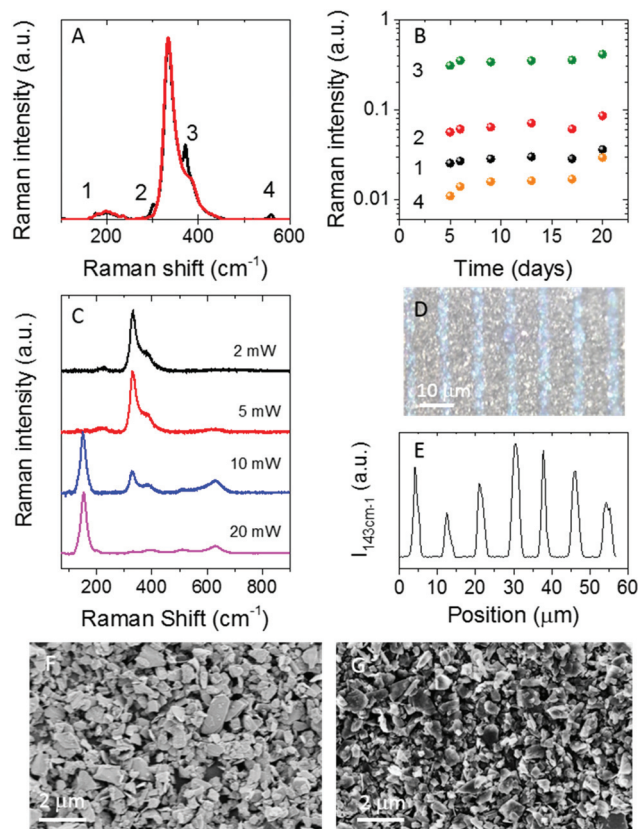 A
Raman intensity (a.u.)
1
2
3
4
200
400
600
Raman shift (cm-1)
B
Raman intensity (a.u.)
1
0.1
0.01
3
2
1
4
0
5
10
15
20
Time (days)
C
Raman intensity (a.u.)
2 mW
5 mW
10 mW
20 mW
200
400
600
800
Raman Shift (cm-1)
D
10 μm
E
I143cm-1 (a.u.)
0
10
20
30
40
50
60
Position (μm)
F
2 μm
G
2 μm